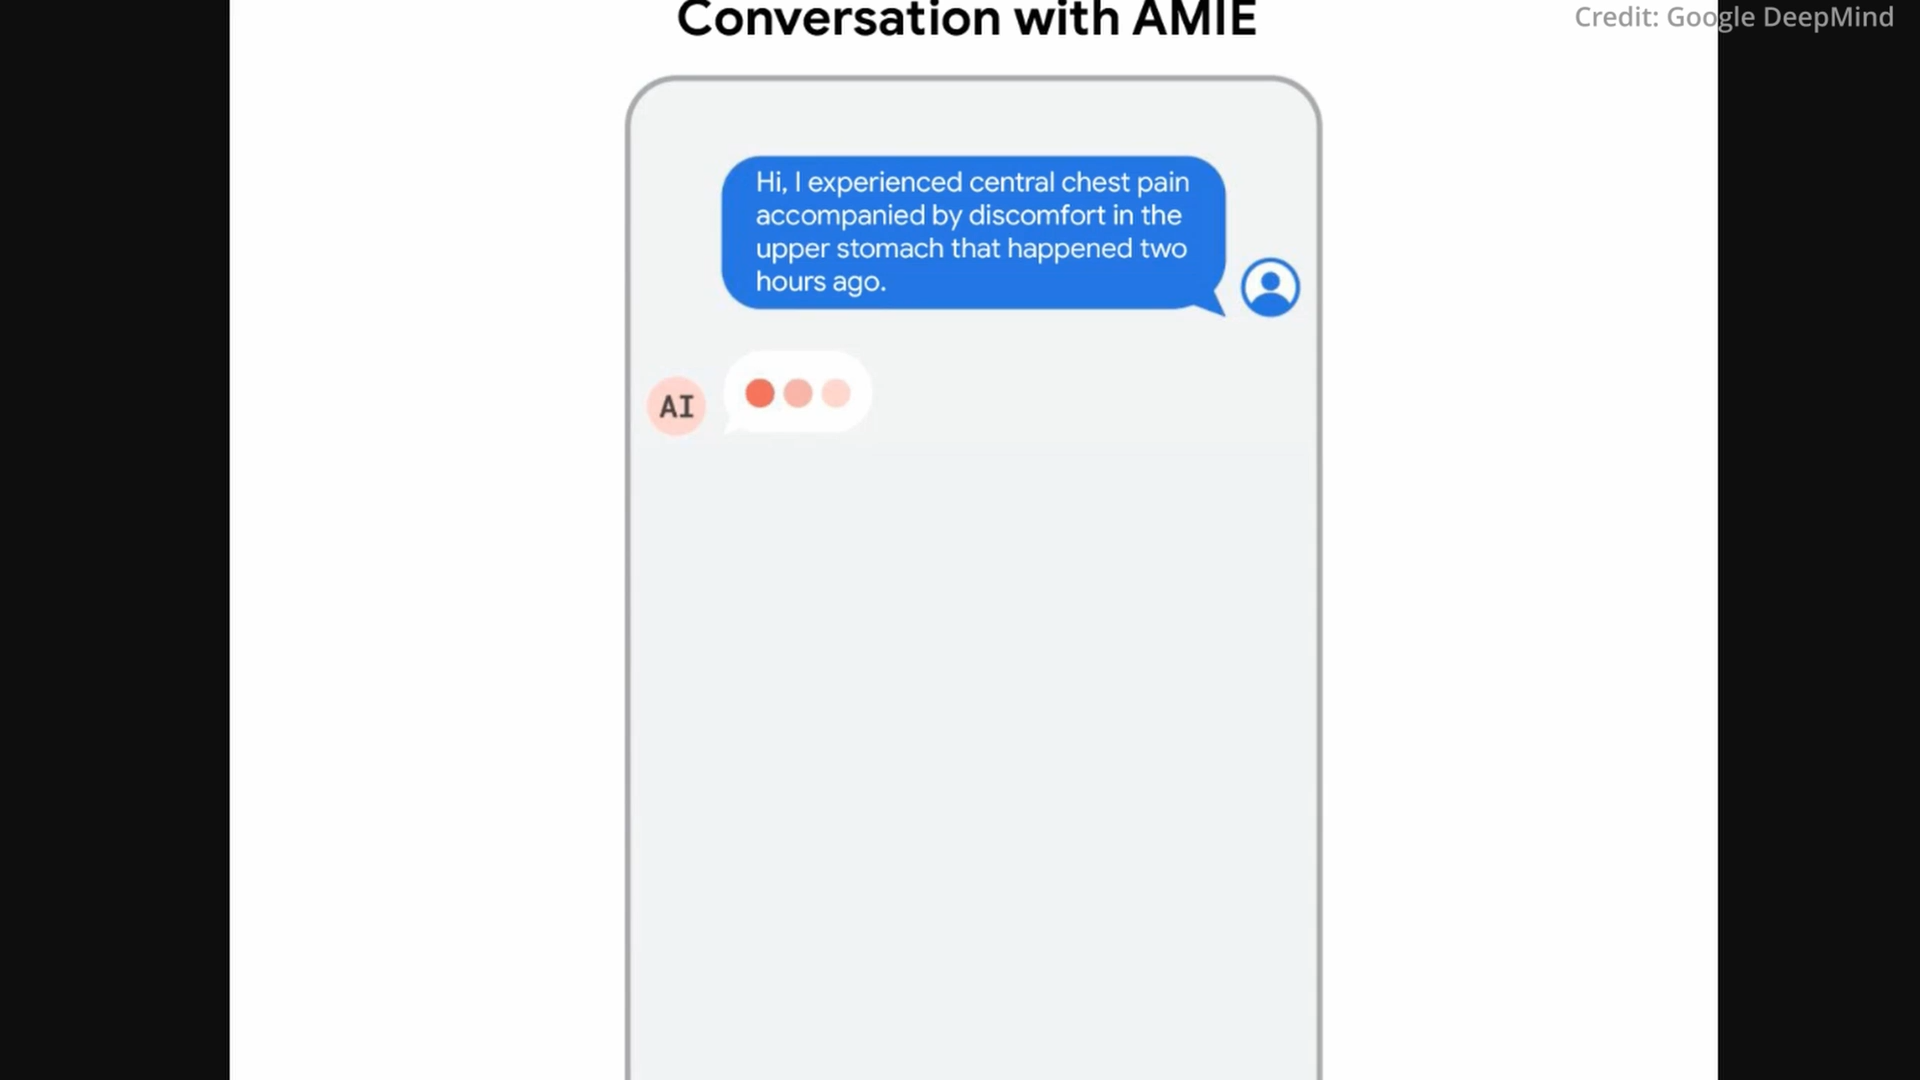 Conversation with AMIE
Credit: Google DeepMind
Hi, I experienced central chest pain
accompanied by discomfort in the
upper stomach that happened two
hours ago.
AI